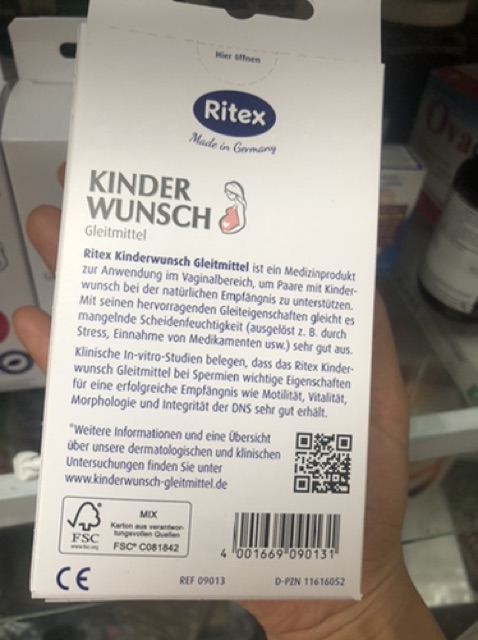 Hier öffnen
Ritex
Made in Germany
KINDER
WUNSCH
Gleitmittel
Ritex Kinderwunsch Gleitmittel ist ein Medizinprodukt
zur Anwendung im Vaginalbereich, um Paare mit Kinder-
wunsch bei der natürlichen Empfängnis zu unterstützen.
Mit seinen hervorragenden Gleiteigenschaften gleicht es
mangelnde Scheidenfeuchtigkeit (ausgelöst z. B. durch
Stress, Einnahme von Medikamenten usw.) sehr gut aus.
Klinische In-vitro-Studien belegen, dass das Ritex Kinder-
wunsch Gleitmittel bei Spermien wichtige Eigenschaften
für eine erfolgreiche Empfängnis wie Motilität, Vitalität,
Morphologie und Integrität der DNS sehr gut erhält.
*Weitere Informationen und eine Übersicht
über unsere dermatologischen und klinischen
Untersuchungen finden Sie unter
www.kinderwunsch-gleitmittel.de
FSC
www.fsc.org
MIX
Karton aus verantwor-
tungsvollen Quellen
FSC® C081842
4 001669 090131
CE
REF 09013
D-PZN 11616052
Ova